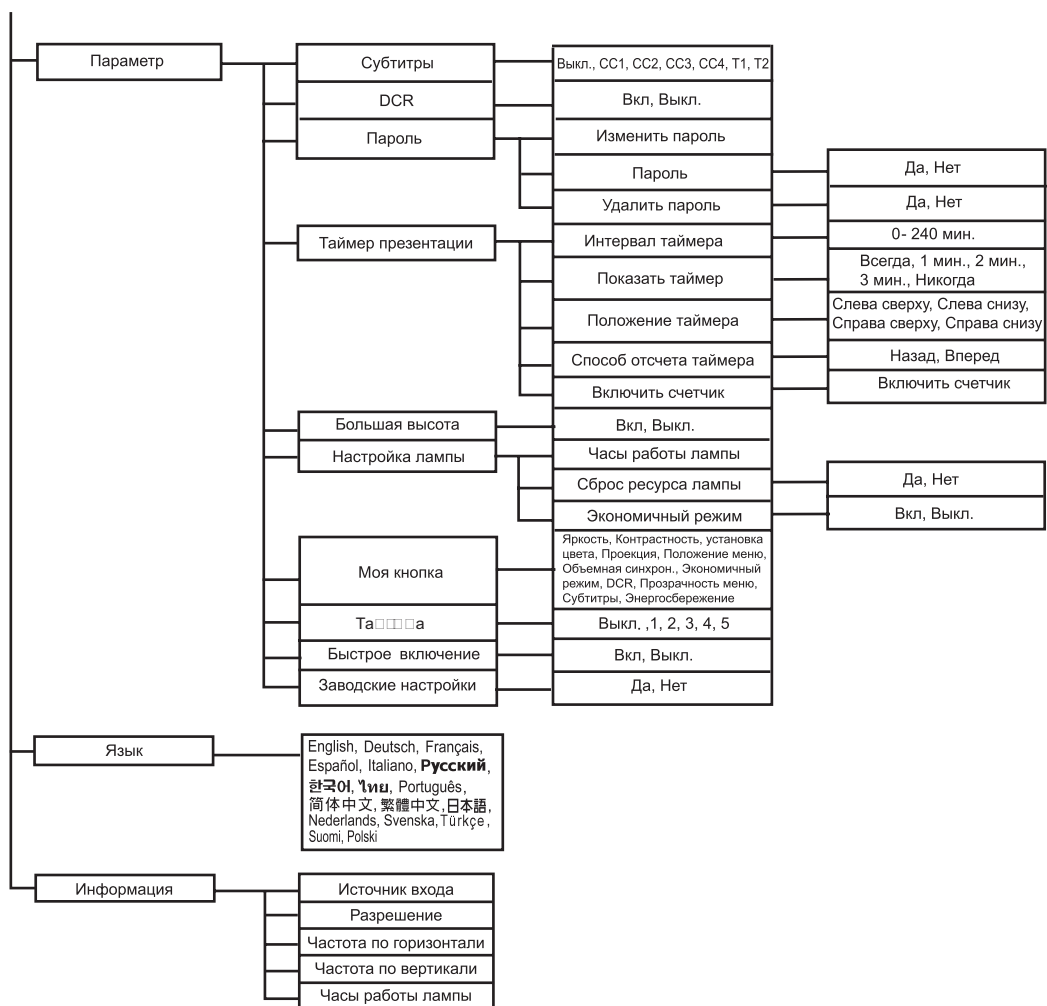 Параметр
Субтитры
Выкл., CC1, CC2, CC3, CC4, T1, T2
DCR
Вкл, Выкл.
Пароль
Изменить пароль
Пароль
Да, Нет
Удалить пароль
Да, Нет
Таймер презентации
Интервал таймера
0- 240 мин.
Показать таймер
Всегда, 1 мин., 2 мин.,
3 мин., Никогда
Положение таймера
Слева сверху, Слева снизу,
Справа сверху, Справа снизу
Способ отсчета таймера
Назад, Вперед
Включить счетчик
Включить счетчик
Большая высота
Вкл, Выкл.
Настройка лампы
Часы работы лампы
Сброс ресурса лампы
Да, Нет
Экономичный режим
Вкл, Выкл.
Моя кнопка
Яркость, Контрастность, установка
цвета, Проекция, Положение меню,
Объемная синхрон., Экономичный
режим, DCR, Прозрачность меню,
Субтитры, Энергосбережение
Выкл. ,1, 2, 3, 4, 5
Быстрое включение
Вкл, Выкл.
Заводские настройки
Да, Нет
Язык
English, Deutsch, Français,
Español, Italiano, Русский,
한국어, ไทย, Português,
简体中文, 繁體中文, 日本語,
Nederlands, Svenska, Türkçe,
Suomi, Polski
Информация
Источник входа
Разрешение
Частота по горизонтали
Частота по вертикали
Часы работы лампы